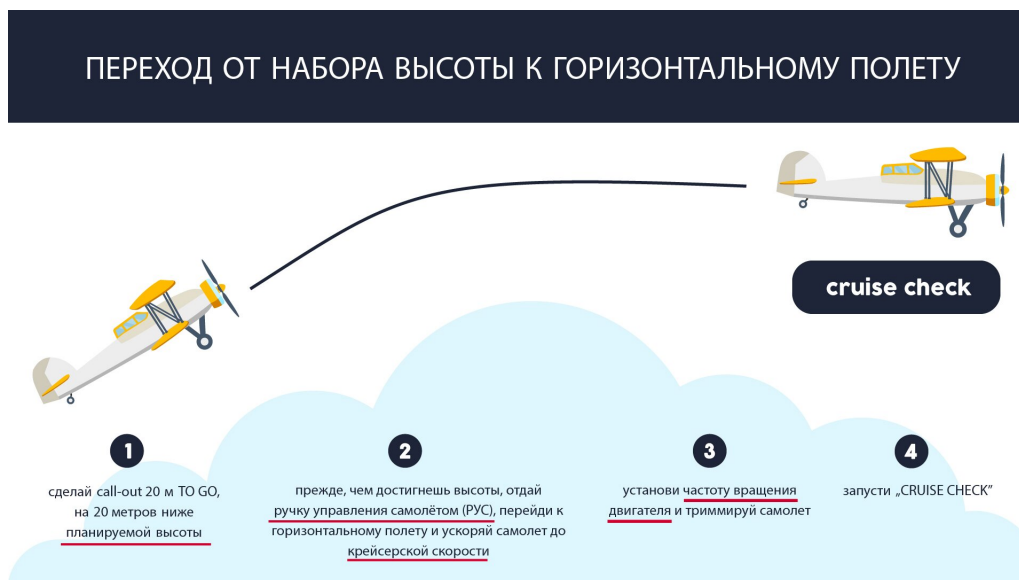 ПЕРЕХОД ОТ НАБОРА ВЫСОТЫ К ГОРИЗОНТАЛЬНОМУ ПОЛЕТУ
cruise check
1
сделай call-out 20 м TO GO,
на 20 метров ниже
планируемой высоты
2
прежде, чем достигнешь высоты, отдай
ручку управления самолётом (РУС), перейди к
горизонтальному полету и ускоряй самолет до
крейсерской скорости
3
установи частоту вращения
двигателя и триммируй самолет
4
запусти „CRUISE CHECK”